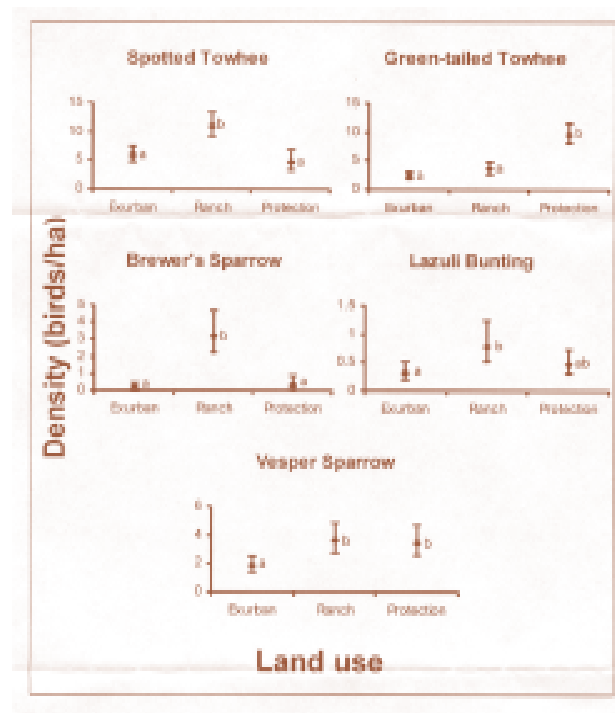 Spotted Towhee
Green-tailed Towhee
15
10
5
0
b
a
a
Exurban Ranch Protection
15
10
5
0
a
a
b
Exurban Ranch Protection
Density (birds/ha)
Brewer's Sparrow
Lazuli Bunting
5
4
3
2
1
0
a
b
a
Exurban Ranch Protection
1.5
1
0.5
0
a
b
ab
Exurban Ranch Protection
Vesper Sparrow
6
4
2
0
a
b
b
Exurban Ranch Protection
Land use